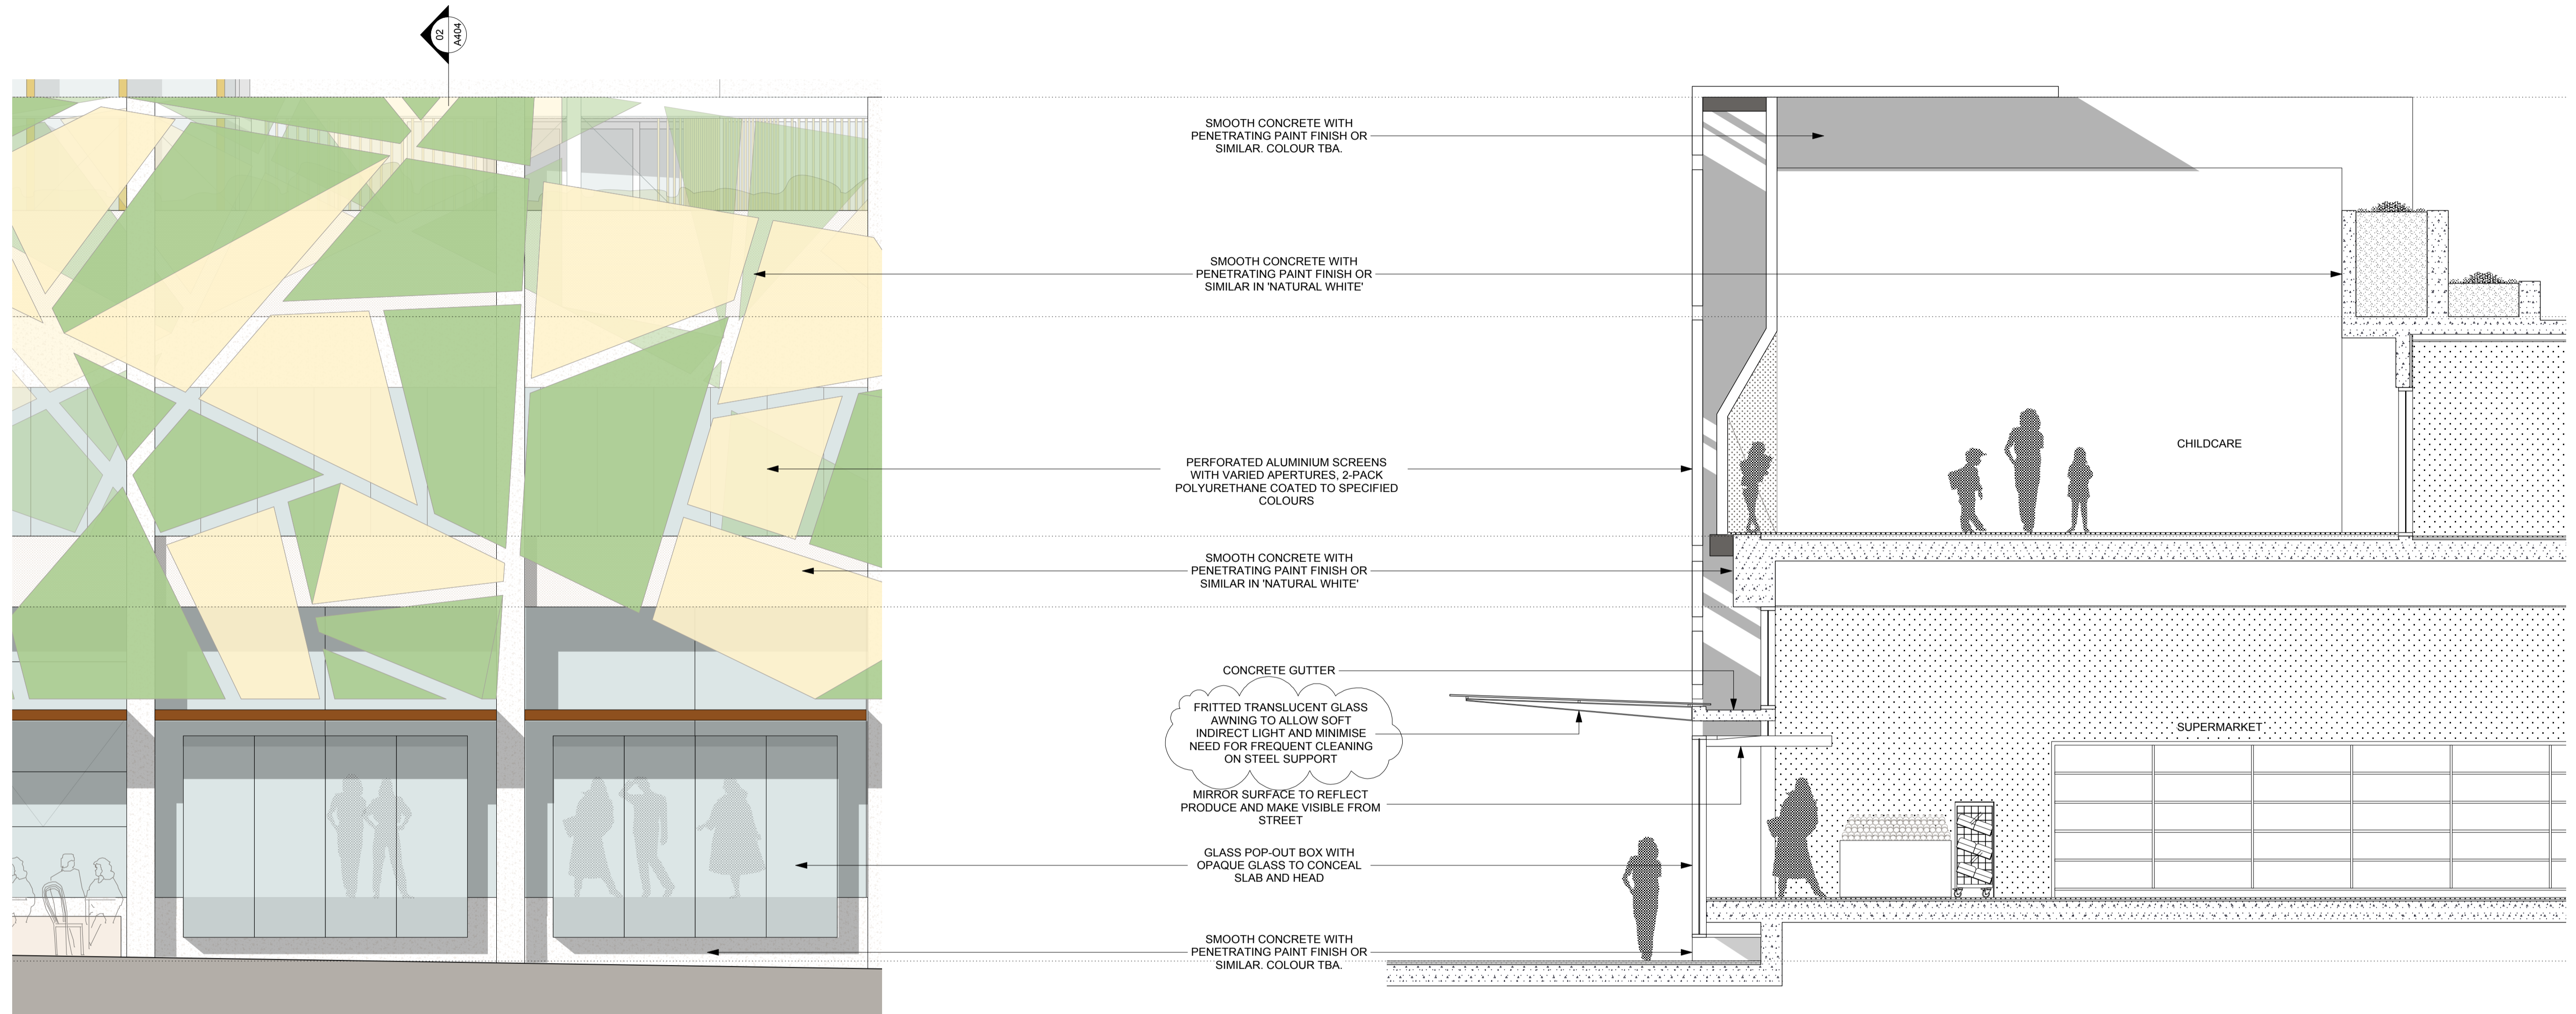 02
A404
SMOOTH CONCRETE WITH
PENETRATING PAINT FINISH OR
SIMILAR. COLOUR TBA.
SMOOTH CONCRETE WITH
PENETRATING PAINT FINISH OR
SIMILAR IN 'NATURAL WHITE'
PERFORATED ALUMINIUM SCREENS
WITH VARIED APERTURES, 2-PACK
POLYURETHANE COATED TO SPECIFIED
COLOURS
CHILDCARE
SMOOTH CONCRETE WITH
PENETRATING PAINT FINISH OR
SIMILAR IN 'NATURAL WHITE'
CONCRETE GUTTER
FRITTED TRANSLUCENT GLASS
AWNING TO ALLOW SOFT
INDIRECT LIGHT AND MINIMISE
NEED FOR FREQUENT CLEANING
ON STEEL SUPPORT
SUPERMARKET
MIRROR SURFACE TO REFLECT
PRODUCE AND MAKE VISIBLE FROM
STREET
GLASS POP-OUT BOX WITH
OPAQUE GLASS TO CONCEAL
SLAB AND HEAD
SMOOTH CONCRETE WITH
PENETRATING PAINT FINISH OR
SIMILAR. COLOUR TBA.